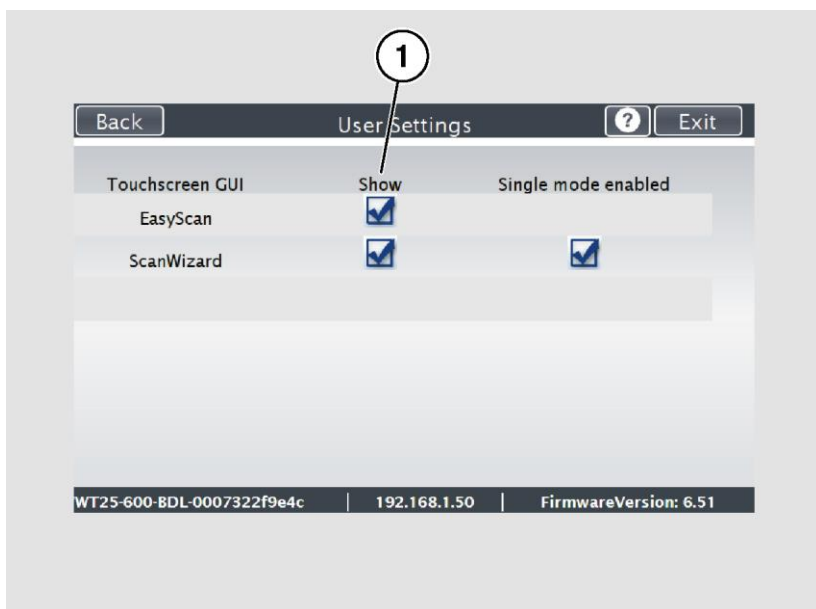 1
Back User Settings ? Exit
Touchscreen GUI Show Single mode enabled
EasyScan
ScanWizard
WT25-600-BDL-0007322f9e4c | 192.168.1.50 | FirmwareVersion: 6.51